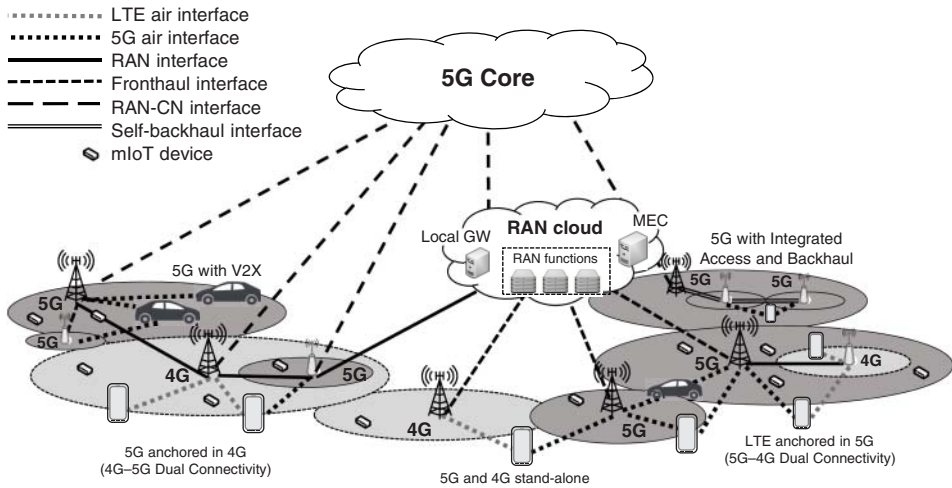 LTE air interface
5G air interface
RAN interface
Fronthaul interface
RAN-CN interface
Self-backhaul interface
mIoT device
5G Core
RAN cloud
Local GW
MEC
RAN functions
5G with V2X
5G with Integrated
Access and Backhaul
5G
5G
5G
5G
5G
4G
5G
4G
5G
5G
4G
5G anchored in 4G
(4G–5G Dual Connectivity)
5G and 4G stand-alone
LTE anchored in 5G
(5G–4G Dual Connectivity)